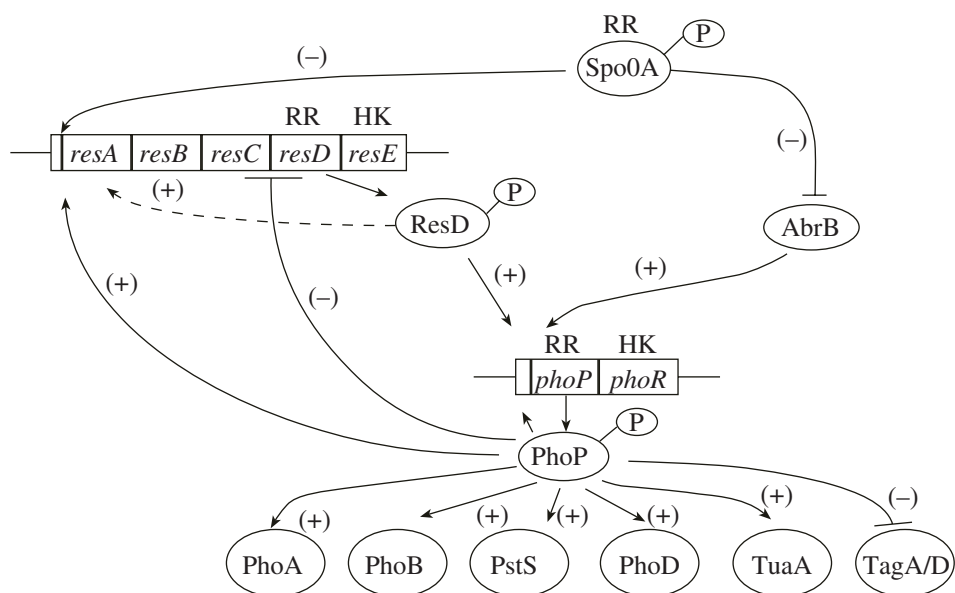 RR
P
Spo0A
(–)
RR HK
resA resB resC resD resE
(–)
(+)
P
ResD
AbrB
(+)
(+)
(+)
(–)
RR HK
phoP phoR
P
PhoP
(+)
(+)
(+)
(+)
(+)
(–)
PhoA PhoB PstS PhoD TuaA TagA/D